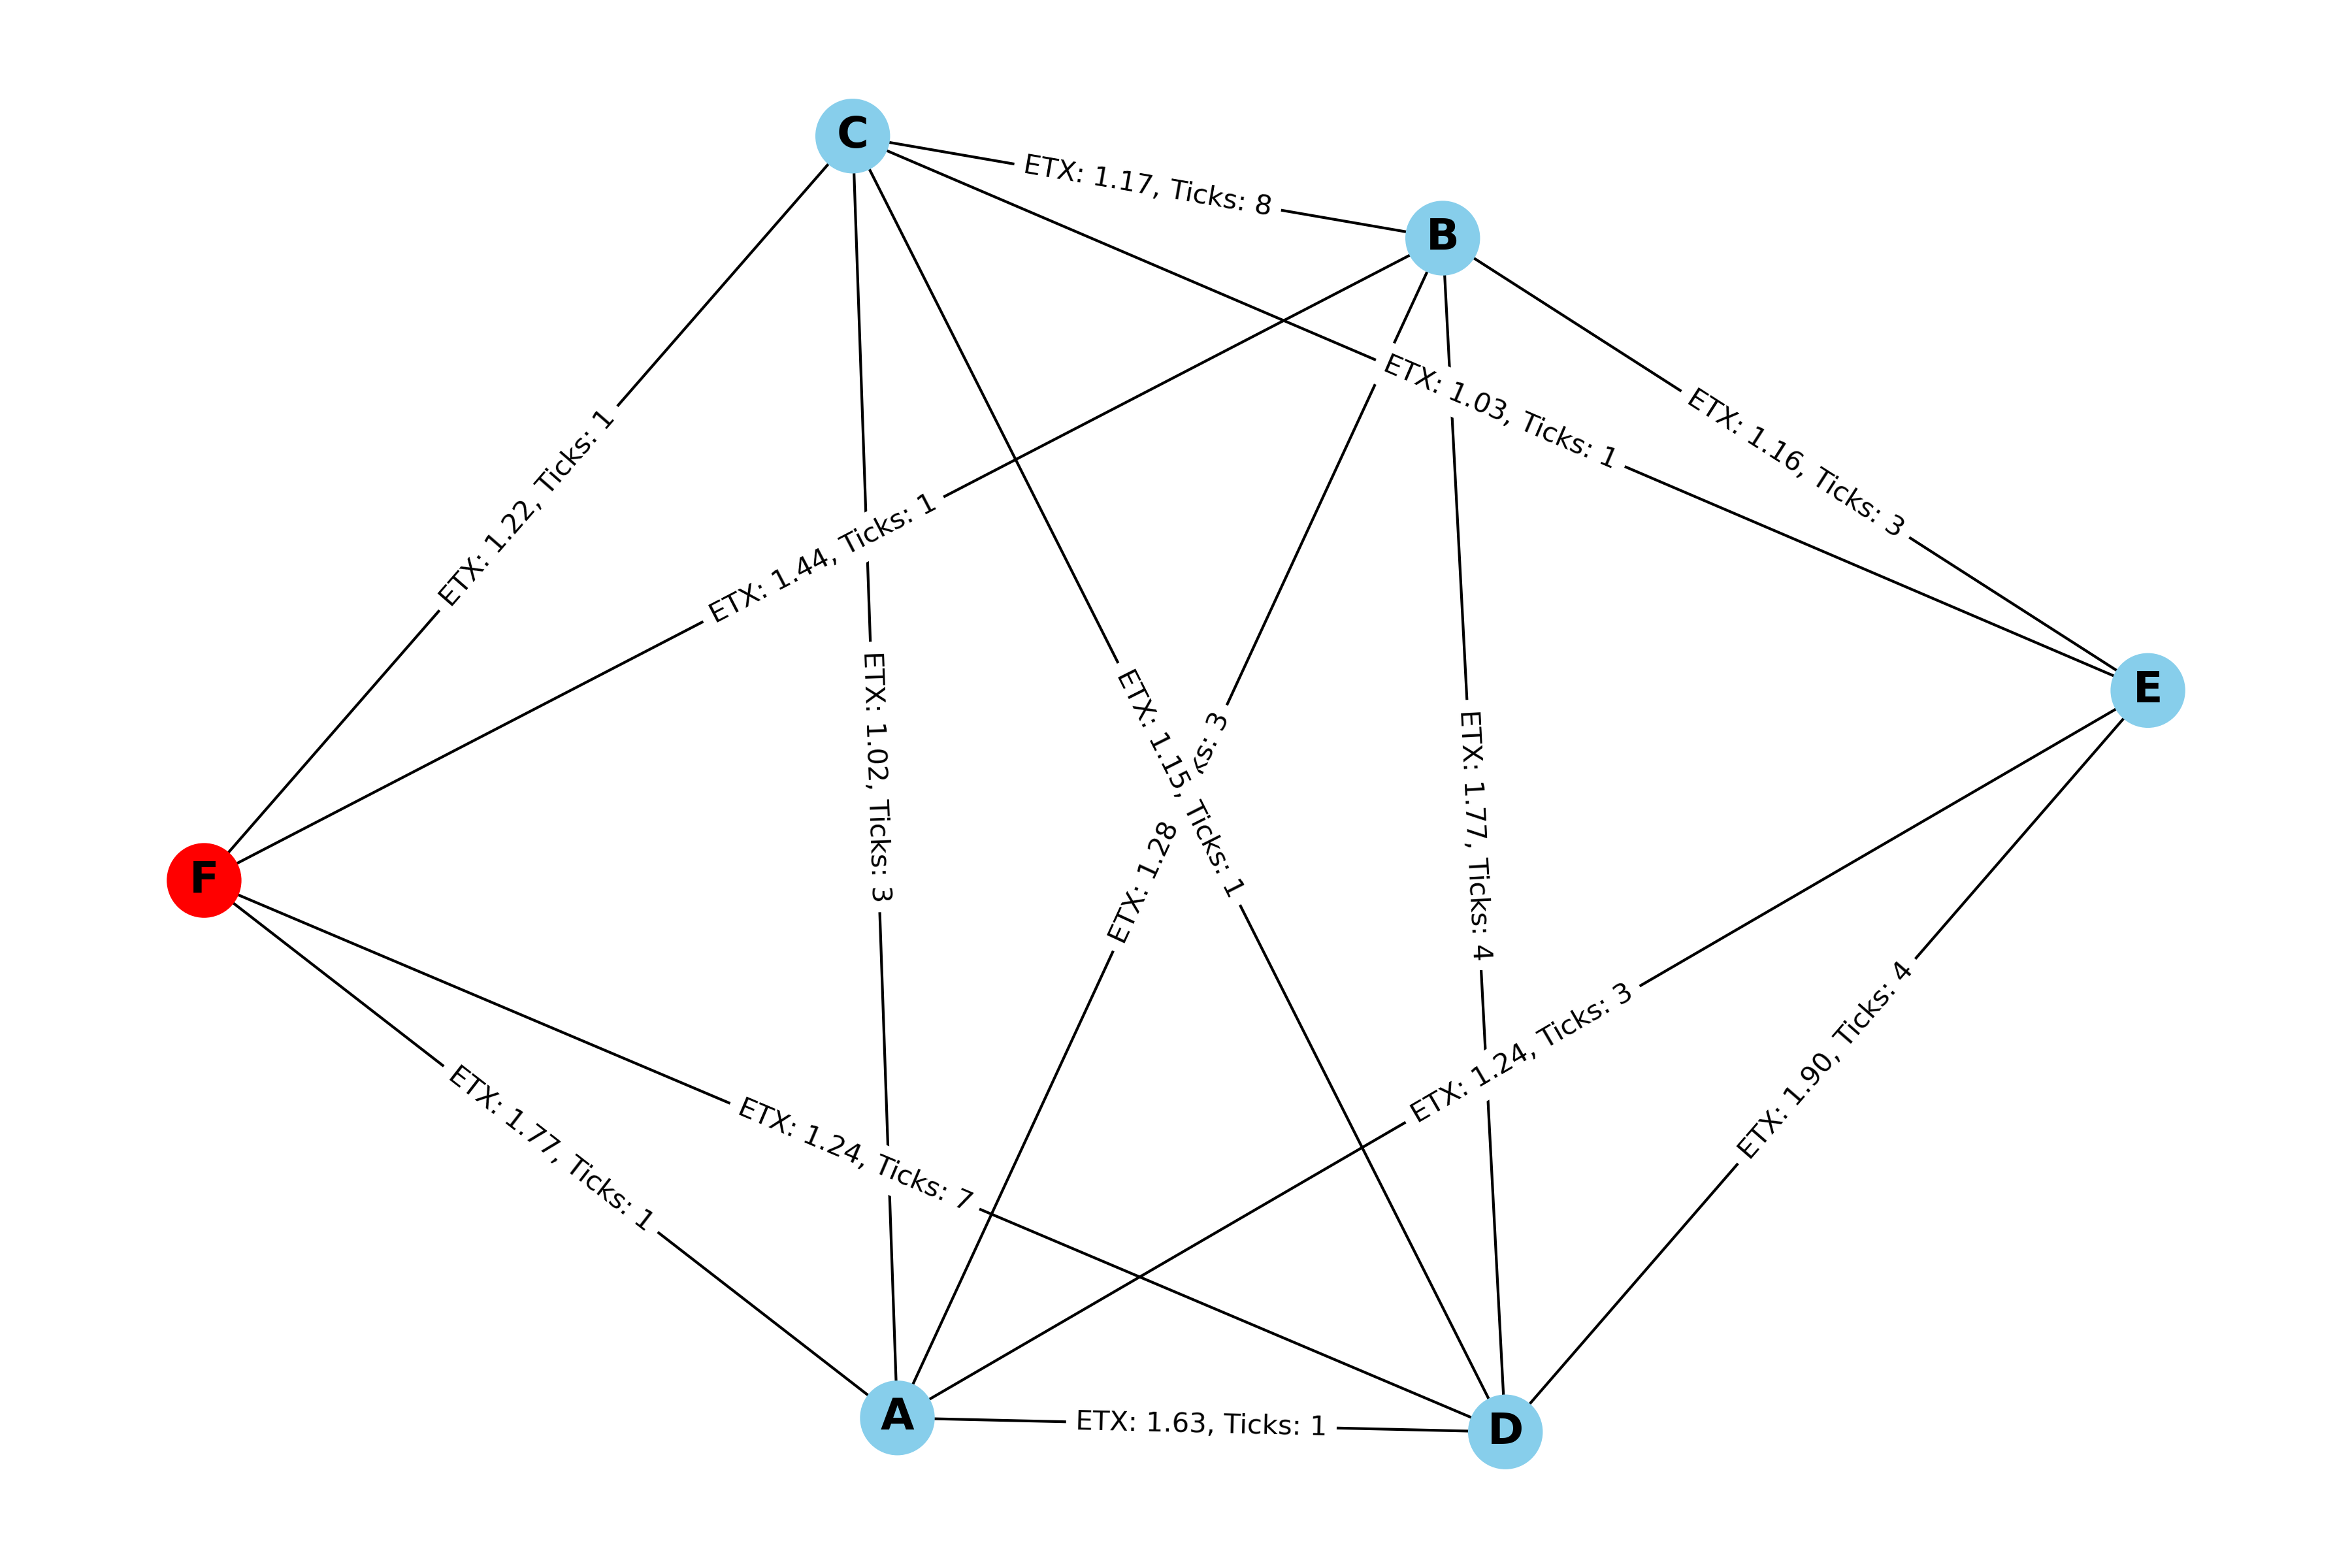 C
ETX: 1.17, Ticks: 8
B
ETX: 1.03, Ticks: 1
ETX: 1.16, Ticks: 3
ETX: 1.22, Ticks: 1
ETX: 1.44, Ticks: 1
E
ETX: 1.02, Ticks: 3
ETX: 1.15, Ticks: 1
ETX: 1.28 3
ETX: 1.77, Ticks: 4
F
ETX: 1.24, Ticks: 3
ETX: 1.90, Ticks: 4
ETX: 1.77, Ticks: 1
ETX: 1.24, Ticks: 7
A
ETX: 1.63, Ticks: 1
D